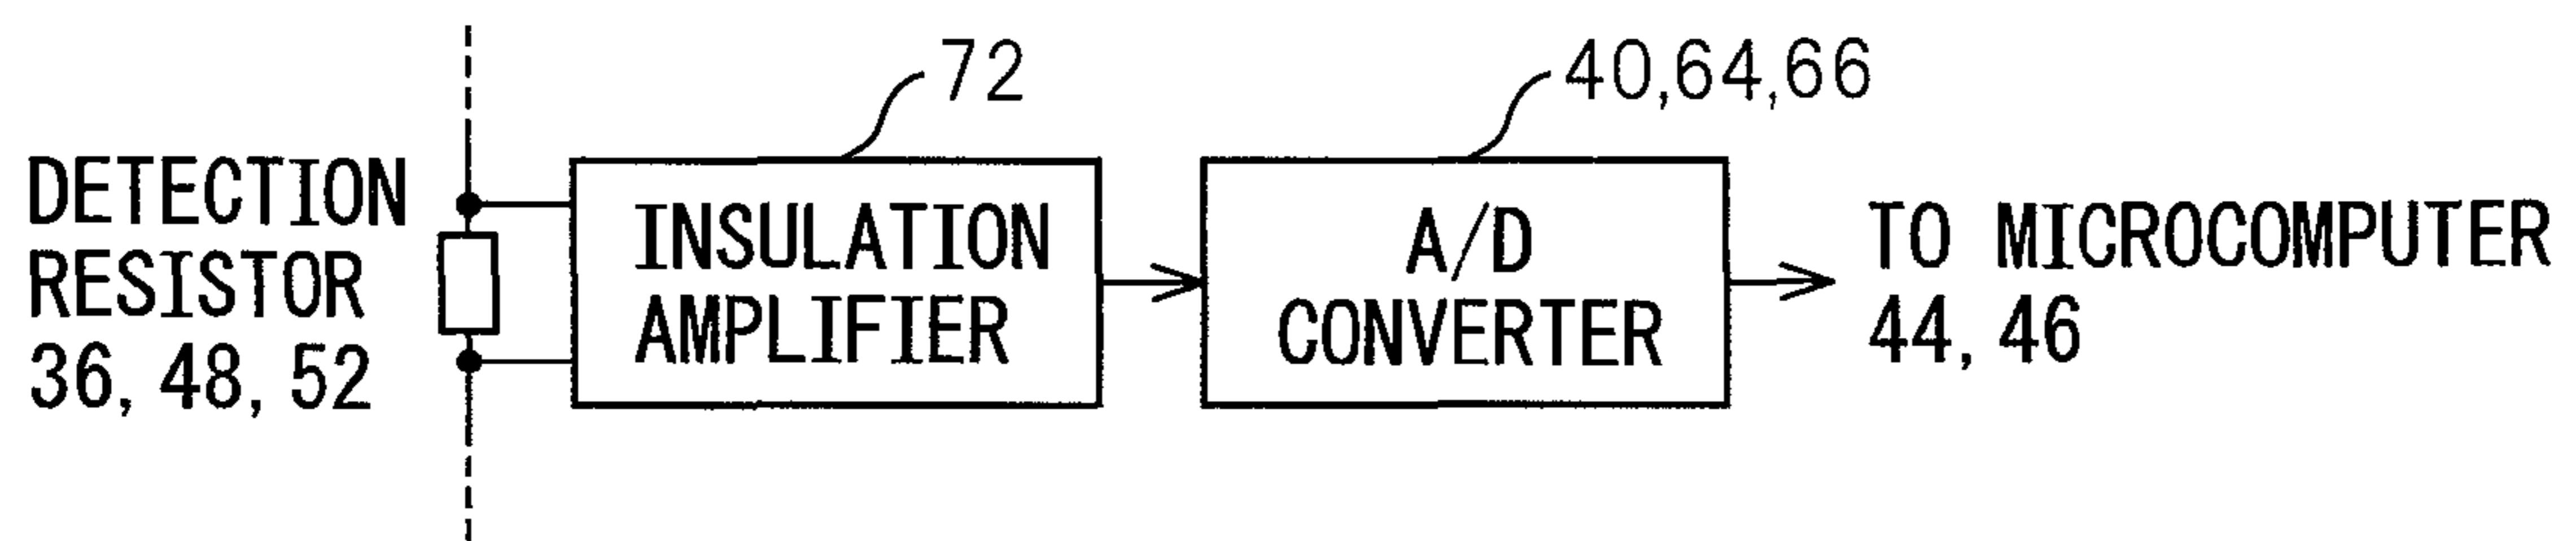 72
40,64,66
DETECTION
RESISTOR
36, 48, 52
INSULATION
AMPLIFIER
A/D
CONVERTER
TO MICROCOMPUTER
44, 46